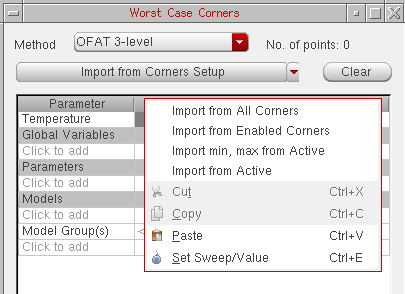 Worst Case Corners
Method OFAT 3-level No. of points: 0
Import from Corners Setup Clear
Parameter
Temperature
Global Variables
Click to add
Parameters
Click to add
Models
Click to add
Model Group(s) <
Click to add
Import from All Corners
Import from Enabled Corners
Import min, max from Active
Import from Active
Cut Ctrl+X
Copy Ctrl+C
Paste Ctrl+V
Set Sweep/Value Ctrl+E